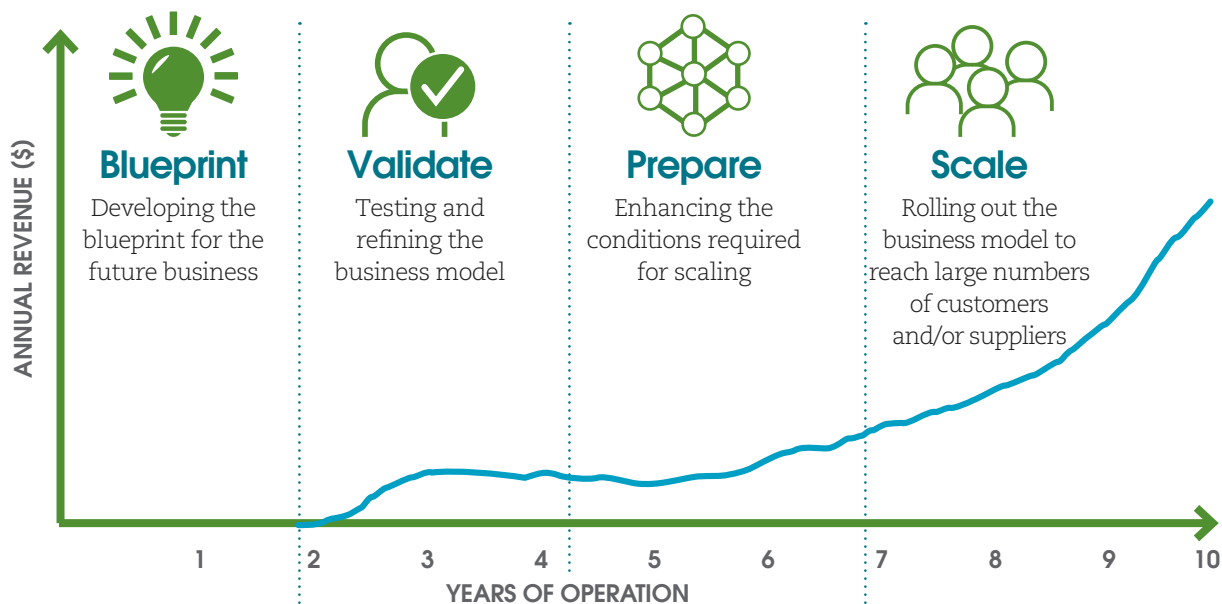 ANNUAL REVENUE ($)
Blueprint
Developing the
blueprint for the
future business
Validate
Testing and
refining the
business model
Prepare
Enhancing the
conditions required
for scaling
Scale
Rolling out the
business model to
reach large numbers
of customers
and/or suppliers
1 2 3 4 5 6 7 8 9 10
YEARS OF OPERATION